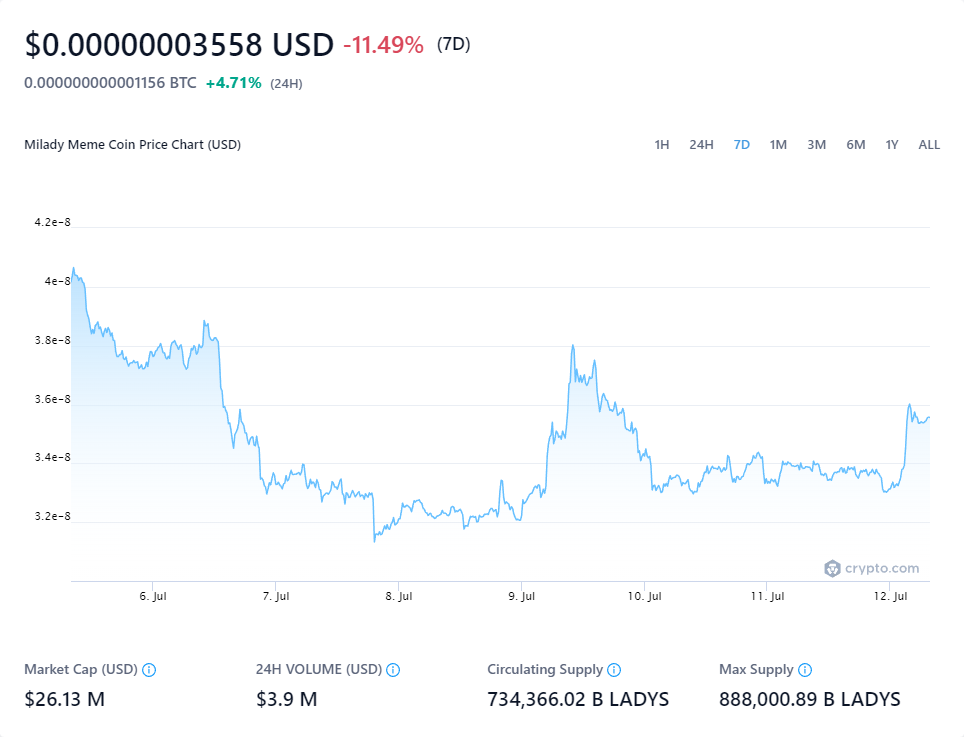 $0.00000003558 USD -11.49% (7D)
0.000000000001156 BTC +4.71% (24H)
Milady Meme Coin Price Chart (USD) 1H 24H 7D 1M 3M 6M 1Y ALL
4.2e-8
4e-8
3.8e-8
3.6e-8
3.4e-8
3.2e-8
crypto.com
6. Jul 7. Jul 8. Jul 9. Jul 10. Jul 11. Jul 12. Jul
Market Cap (USD) 24H VOLUME (USD) Circulating Supply Max Supply
$26.13 M $3.9 M 734,366.02 B LADYS 888,000.89 B LADYS